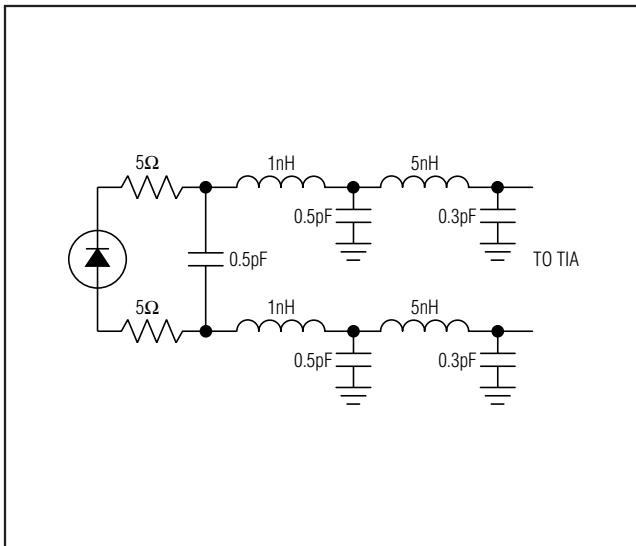 5Ω
1nH
5nH
0.5pF
0.3pF
0.5pF
TO TIA
5Ω
1nH
5nH
0.5pF
0.3pF